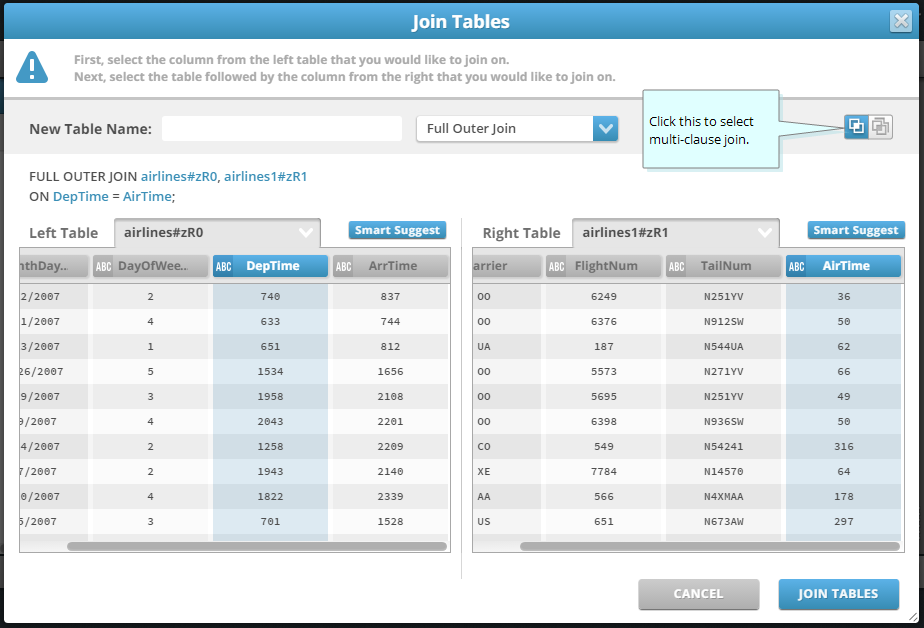 Join Tables
First, select the column from the left table that you would like to join on.
Next, select the table followed by the column from the right that you would like to join on.
New Table Name:
Full Outer Join
Click this to select
multi-clause join.
FULL OUTER JOIN airlines#zR0, airlines1#zR1
ON DepTime = AirTime;
Left Table airlines#zR0 Smart Suggest
nthDay... ABC DayOfWee... ABC DepTime ABC ArrTime
2/2007 2 740 837
1/2007 4 633 744
3/2007 1 651 812
26/2007 5 1534 1656
9/2007 3 1958 2108
9/2007 4 2043 2201
4/2007 2 1258 2209
7/2007 2 1943 2140
0/2007 4 1822 2339
5/2007 3 701 1528
Right Table airlines1#zR1 Smart Suggest
arrier ABC FlightNum ABC TailNum ABC AirTime
OO 6249 N251YV 36
OO 6376 N912SW 50
UA 187 N544UA 62
OO 5573 N271YV 66
OO 5695 N251YV 49
OO 6398 N936SW 50
CO 549 N54241 316
XE 7784 N14570 64
AA 566 N4XMAA 178
US 651 N673AW 297
CANCEL
JOIN TABLES